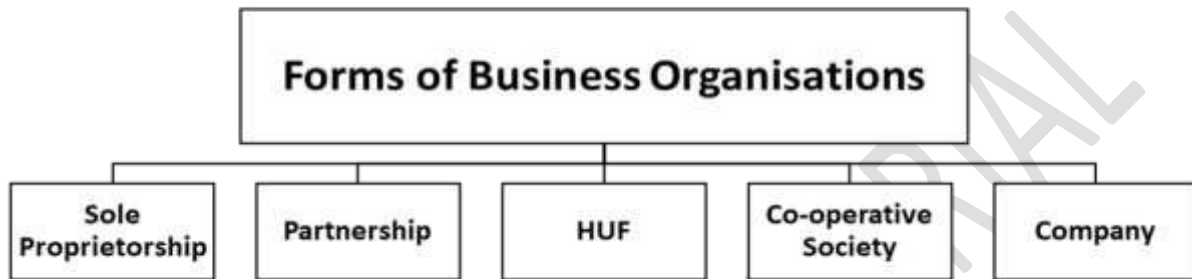 Forms of Business Organisations
Sole
Proprietorship
Partnership
HUF
Co-operative
Society
Company